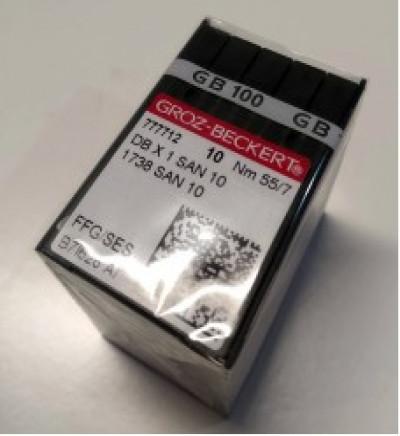 GB 100 GB
GROZ-BECKERT®
777712 10 Nm 55/7
DB X 1 SAN 10
1738 SAN 10
FFG/SES